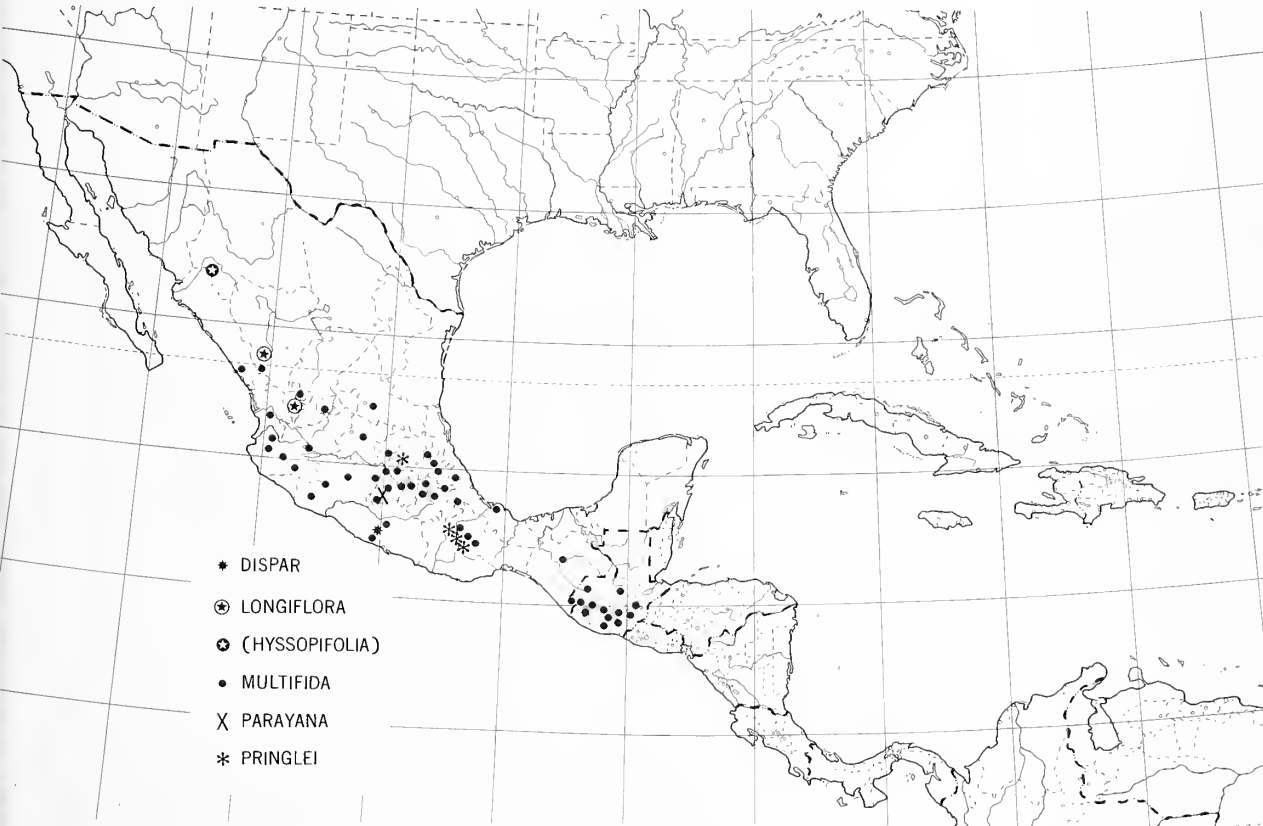 DISPAR
LONGIFLORA
(HYSSOPIFOLIA)
MULTIFIDA
PARAYANA
PRINGLEI